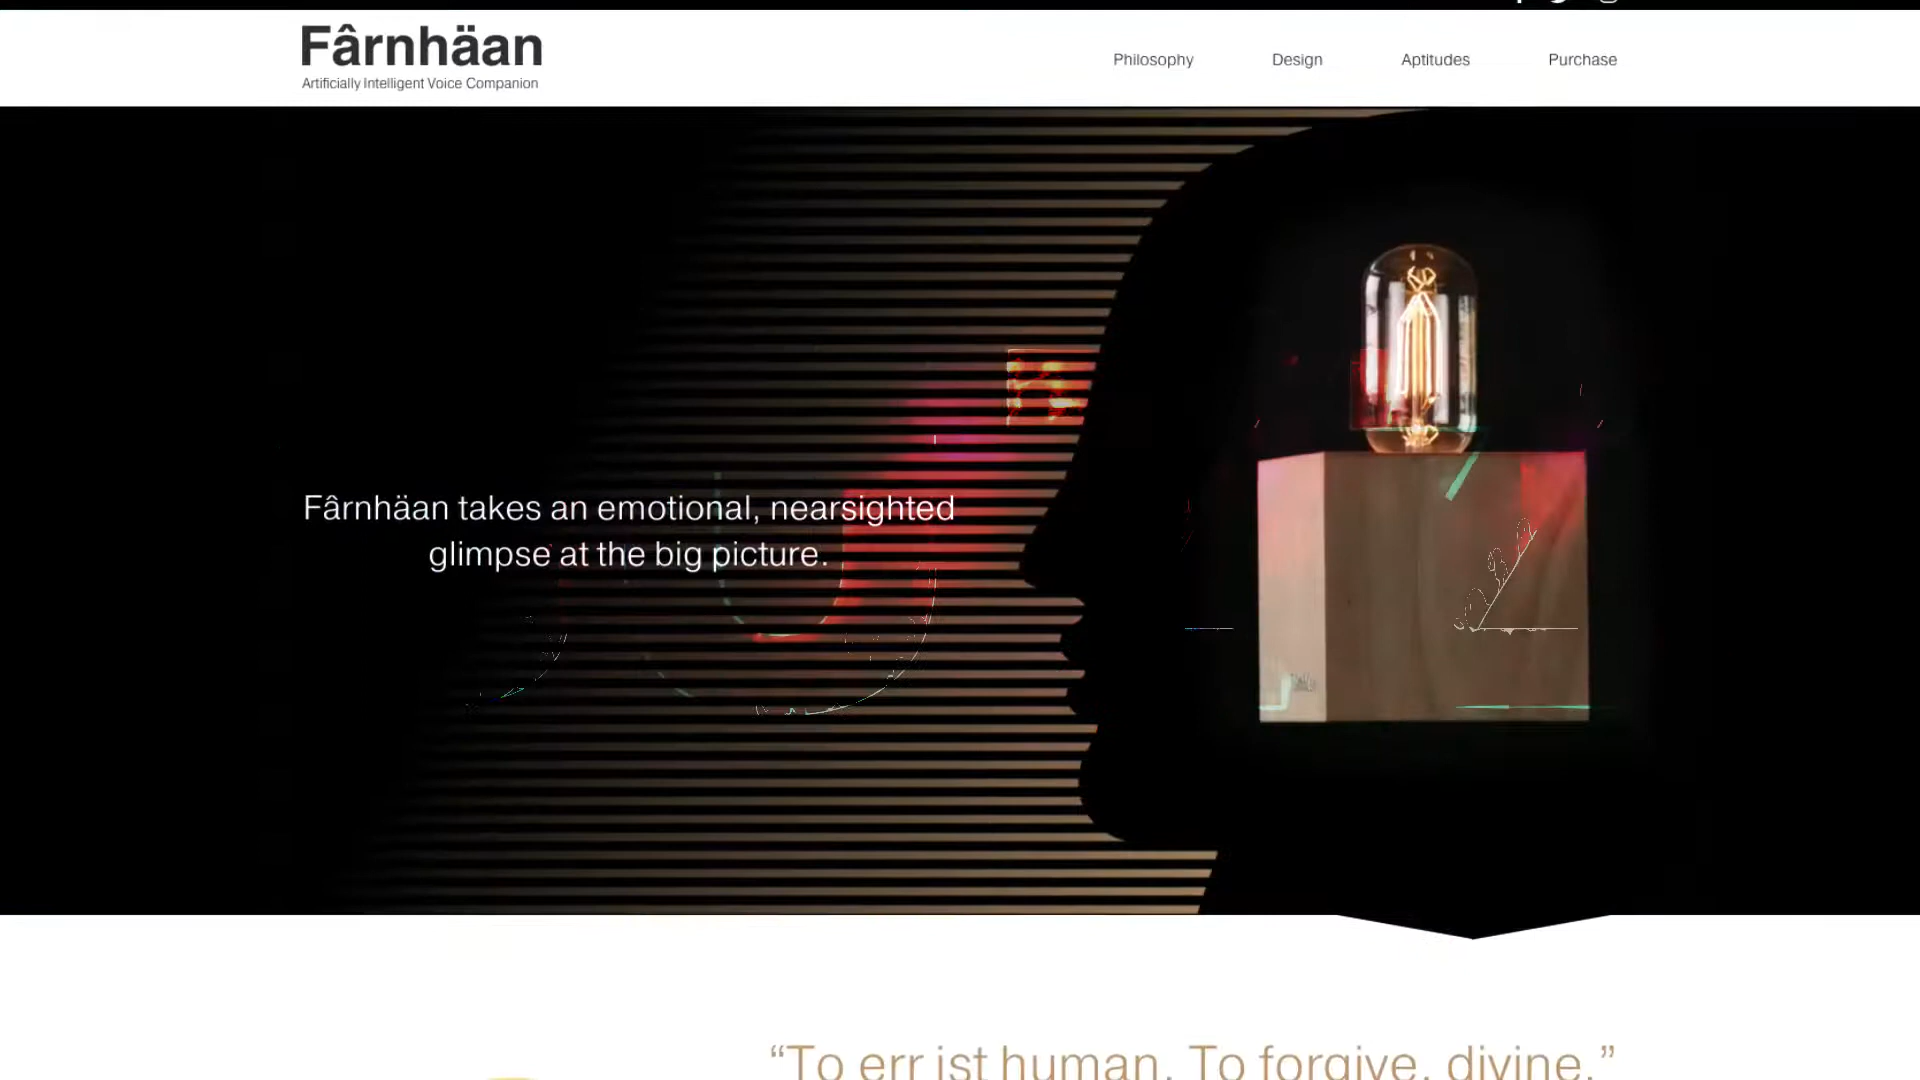 Fârnhäan
Artificially Intelligent Voice Companion
Philosophy
Design
Aptitudes
Purchase
Fârnhäan takes an emotional, nearsighted
glimpse at the big picture.
“To err ist human. To forgive, divine.”